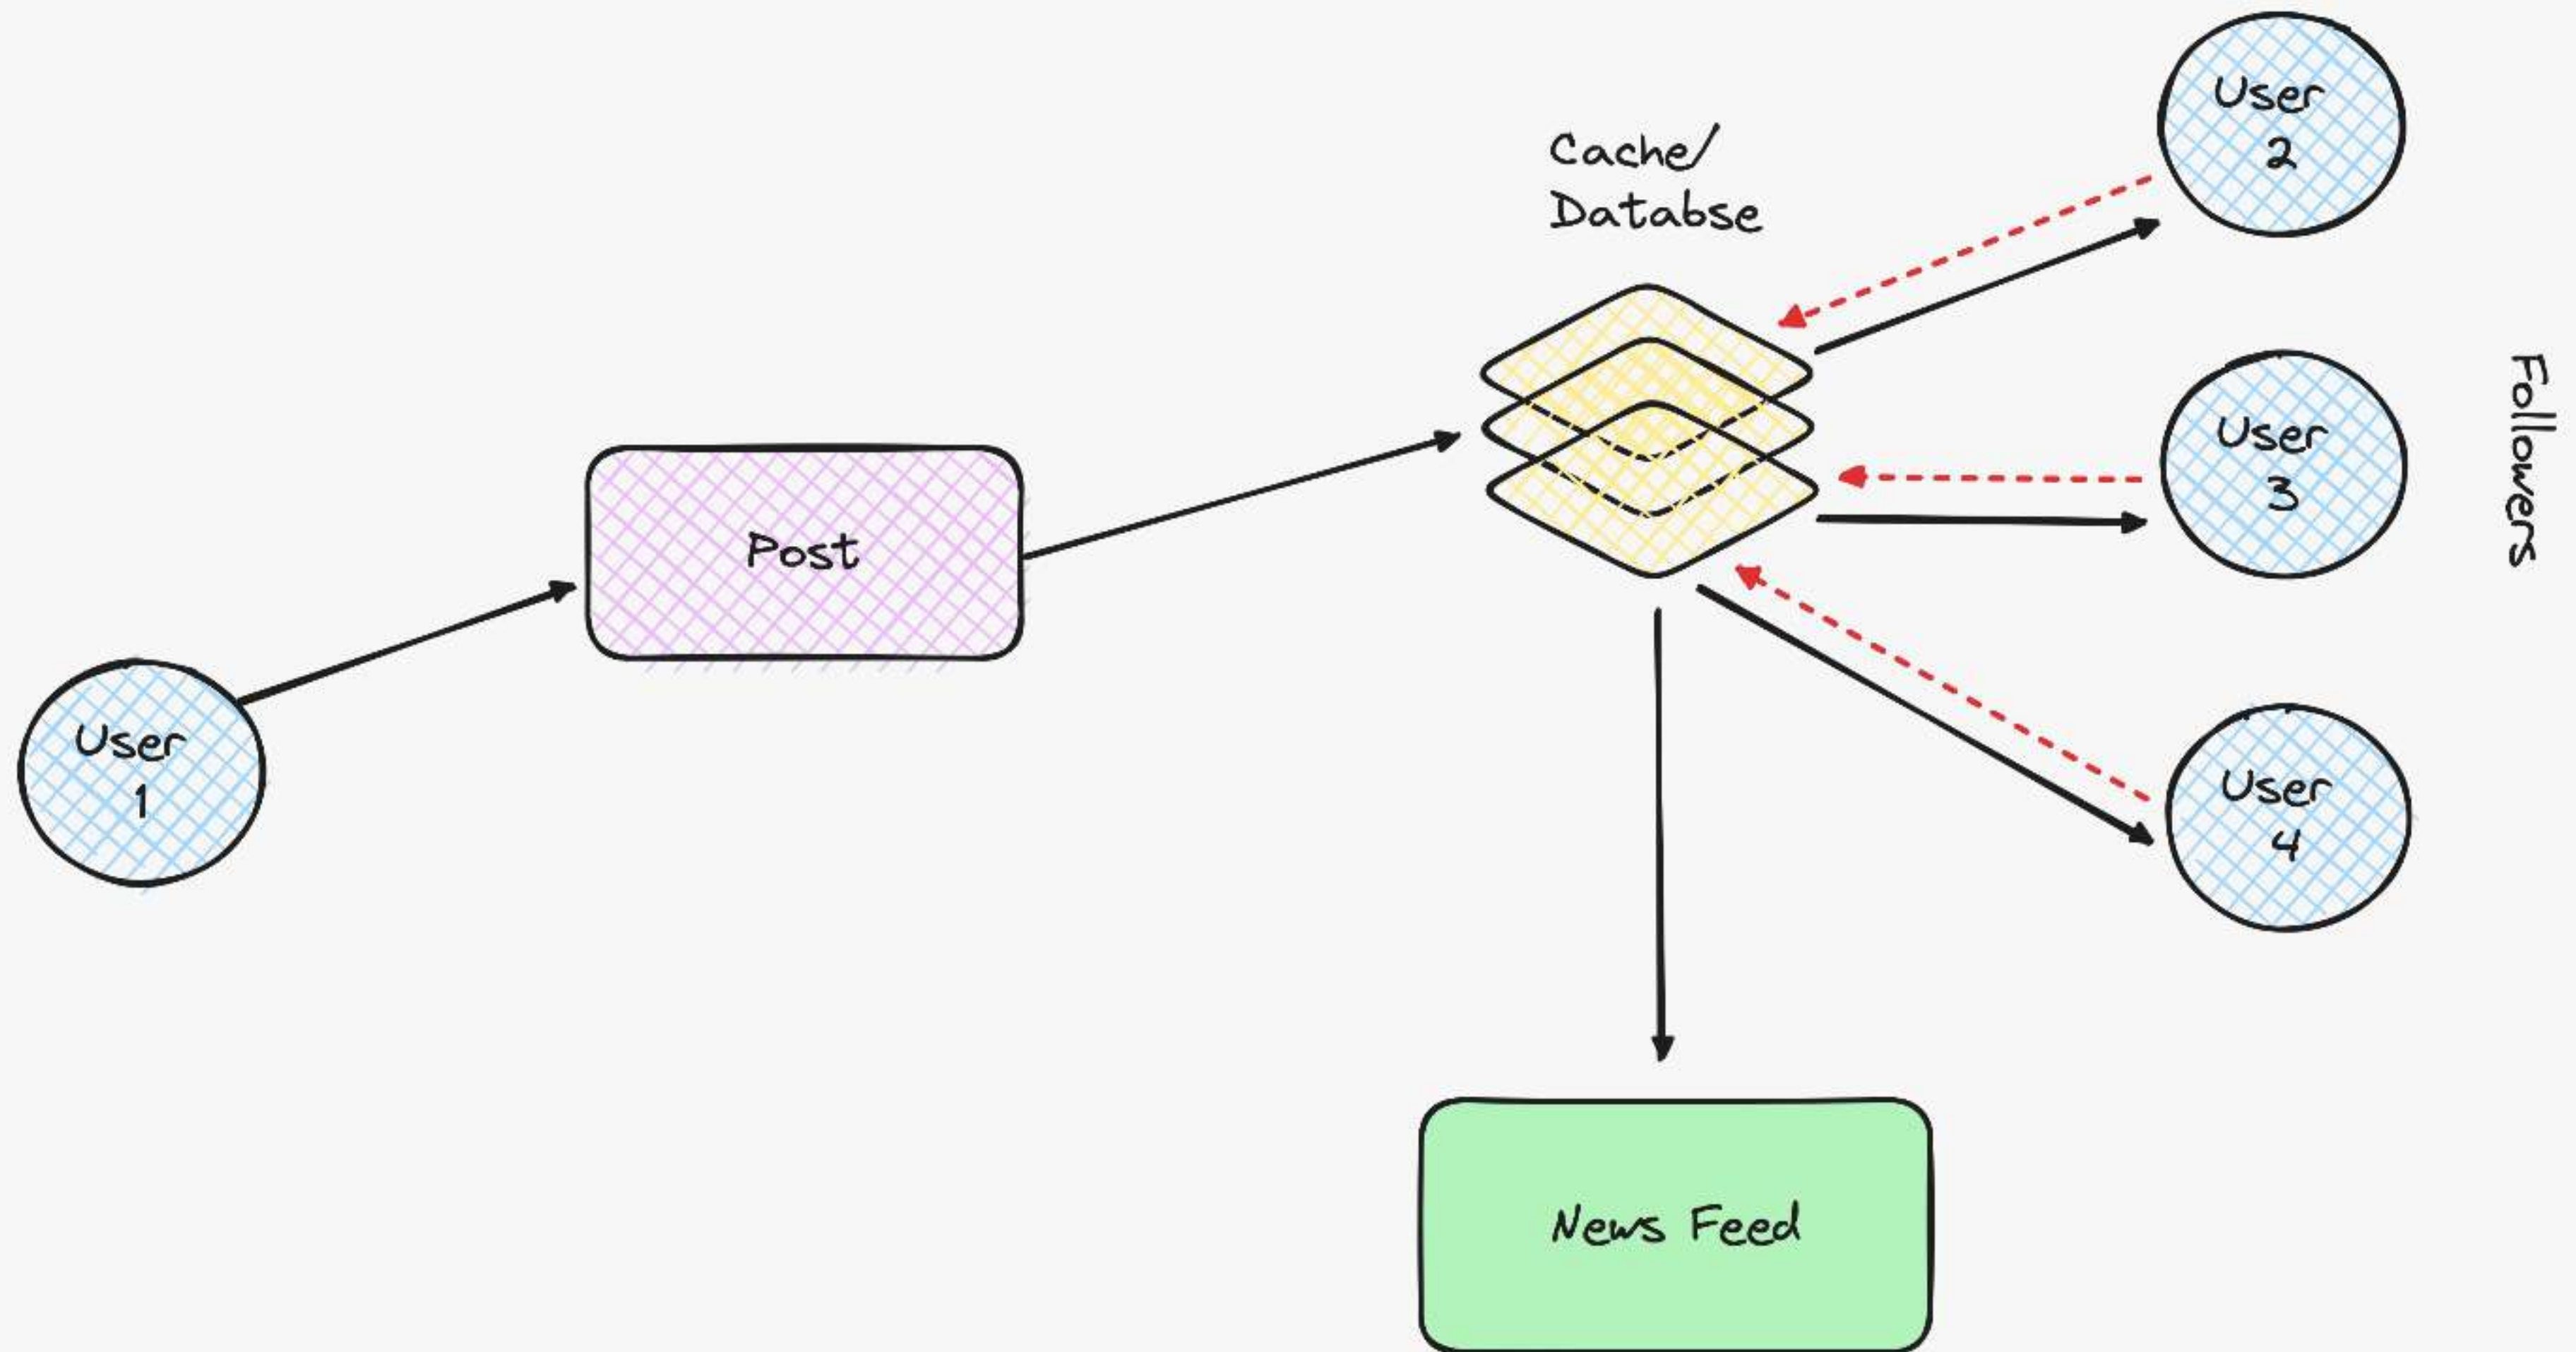 User
1
Post
Cache/
Databse
User
2
User
3
User
4
Followers
News Feed